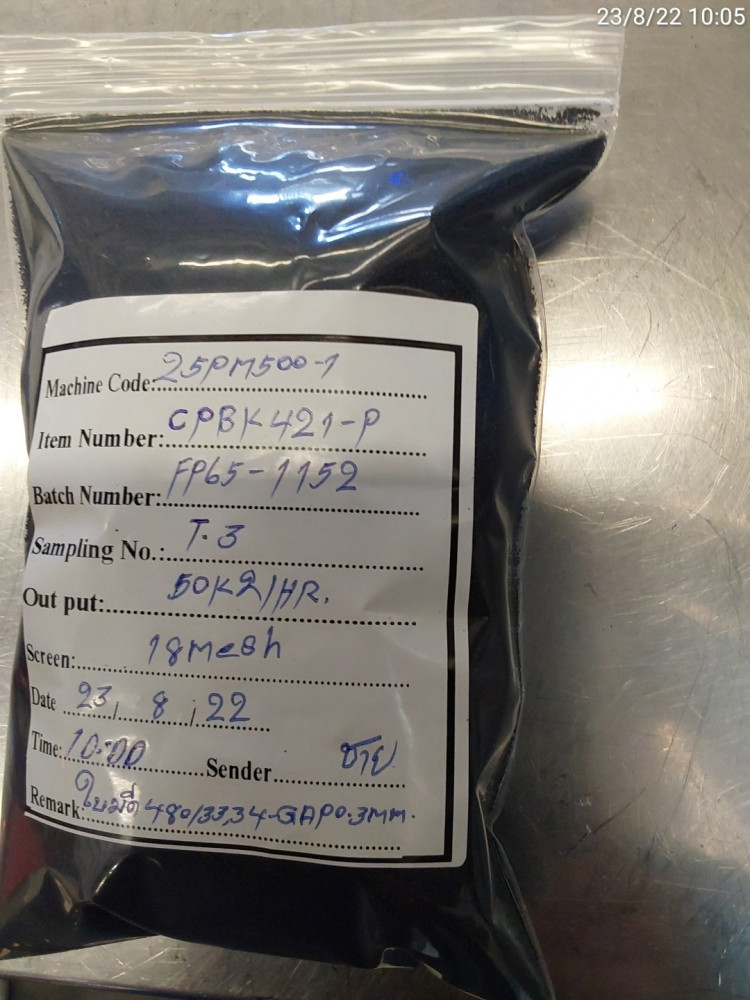 23/8/22 10:05
Machine Code: 25PM500-1
Item Number: CPBK421-P
Batch Number: FP65-1152
Sampling No.: T.3
Out put: 50Kg/HR.
Screen: 18mesh
Date 23 / 8 / 22
Time: 10:00 Sender ชาย
Remark: ใบมีด 480/33,34-GAP0.3MM.